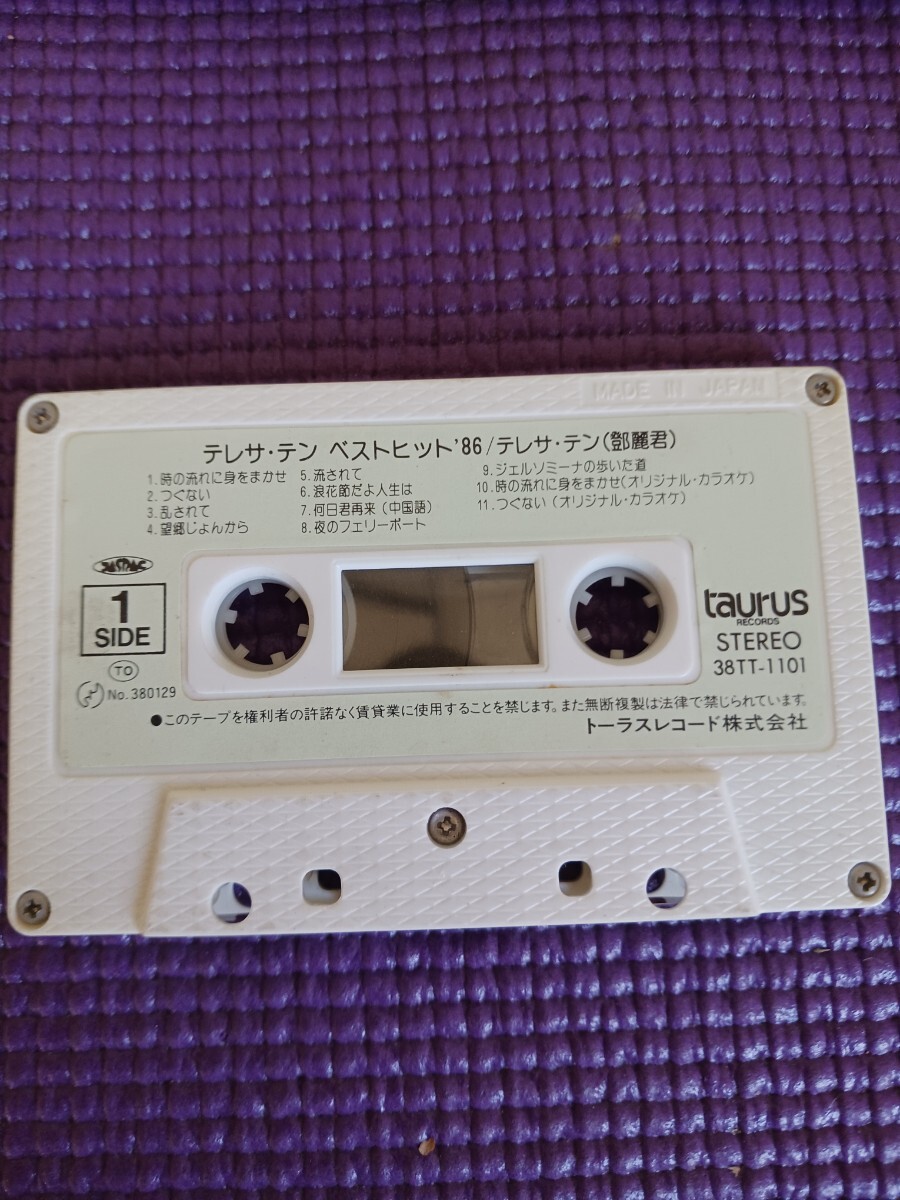 MADE IN JAPAN
テレサ・テン ベストヒット'86/テレサ・テン(鄧麗君)
1.時の流れに身をまかせ
2.つぐない
3.乱されて
4.望郷じょんから
5.流されて
6.浪花節だよ人生は
7.何日君再来(中国語)
8.夜のフェリーボート
9.ジェルソミーナの歩いた道
10.時の流れに身をまかせ(オリジナル・カラオケ)
11.つぐない(オリジナル・カラオケ)
JASRAC
1
SIDE
TO
No.380129
taurus
RECORDS
STEREO
38TT-1101
●このテープを権利者の許諾なく賃貸業に使用することを禁じます。また無断複製は法律で禁じられています。
トーラスレコード株式会社